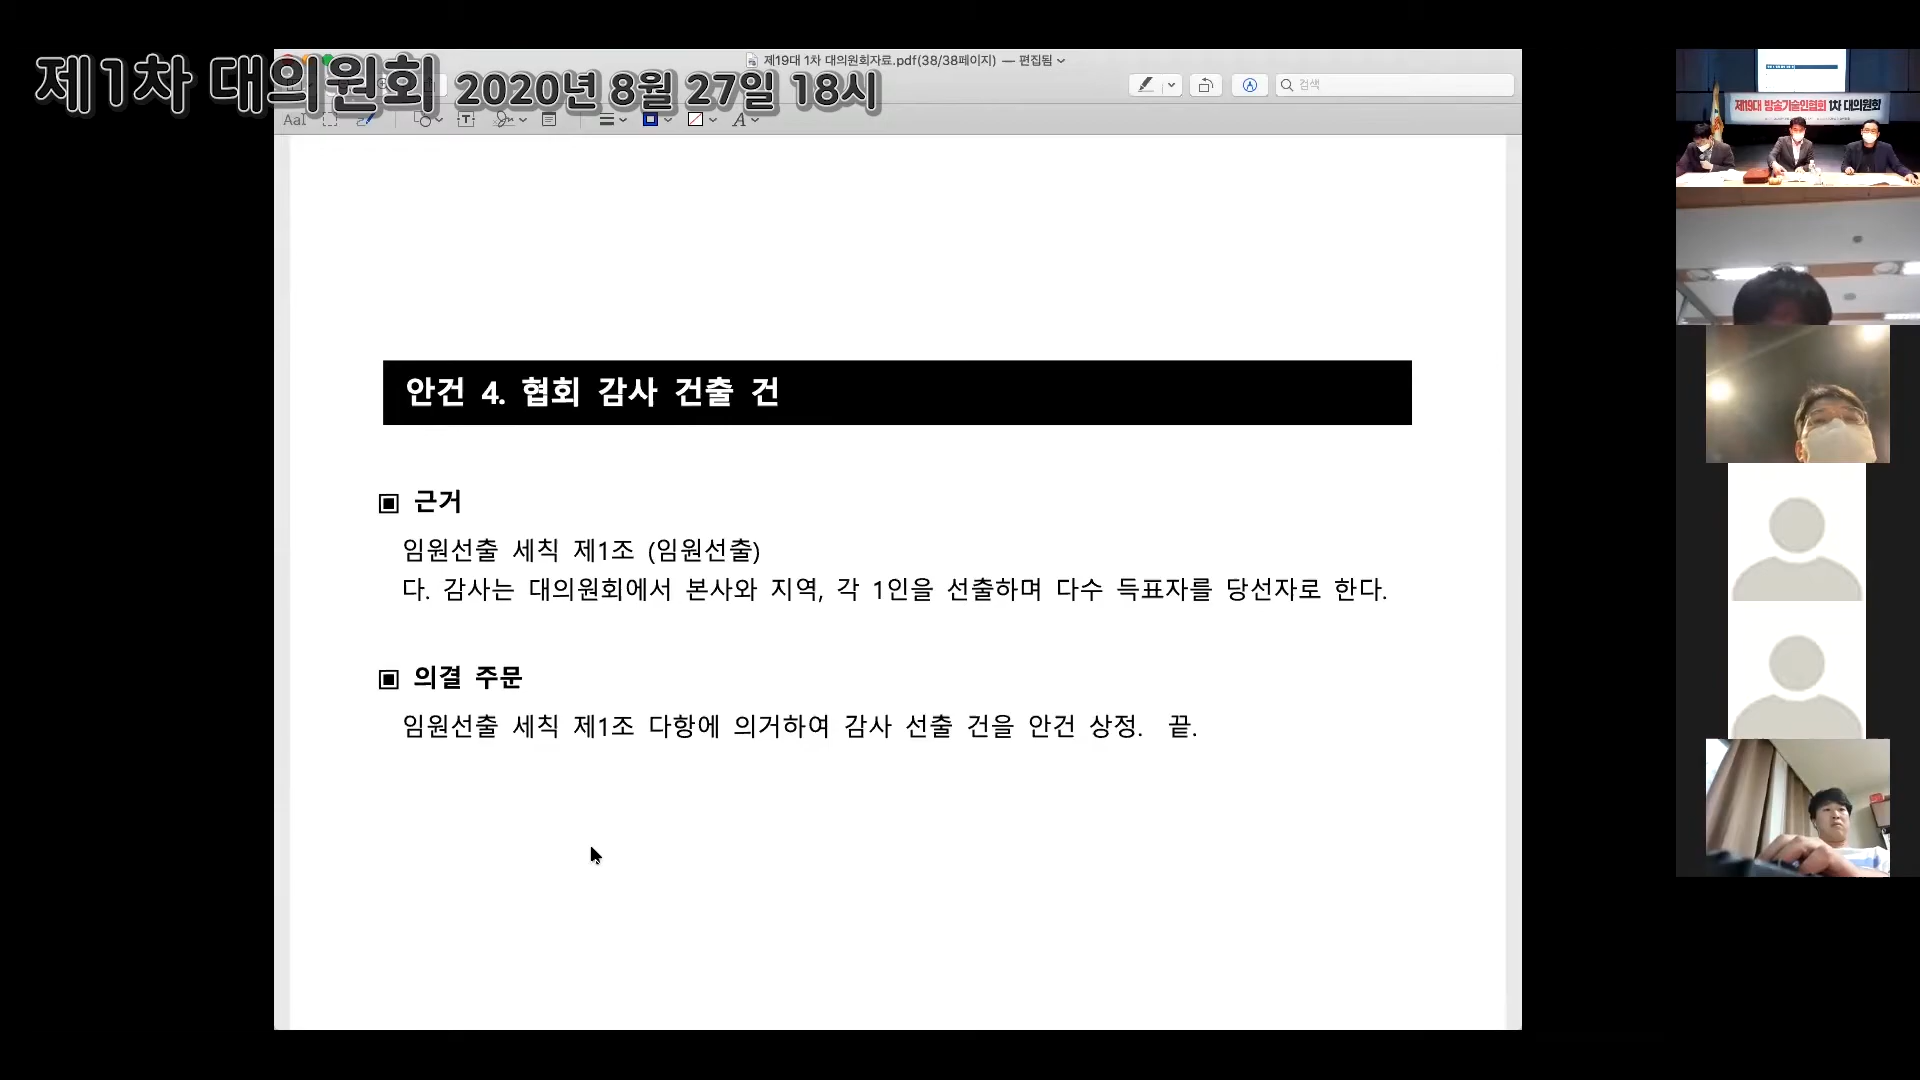 제1차 대의원회 2020년 8월 27일 18시
제19대 1차 대의원회자료.pdf(38/38페이지) — 편집됨
검색
AaI
안건 4. 협회 감사 건출 건
▣ 근거
임원선출 세칙 제1조 (임원선출)
다. 감사는 대의원회에서 본사와 지역, 각 1인을 선출하며 다수 득표자를 당선자로 한다.
▣ 의결 주문
임원선출 세칙 제1조 다항에 의거하여 감사 선출 건을 안건 상정. 끝.
제19대 방송기술인협회 1차 대의원회